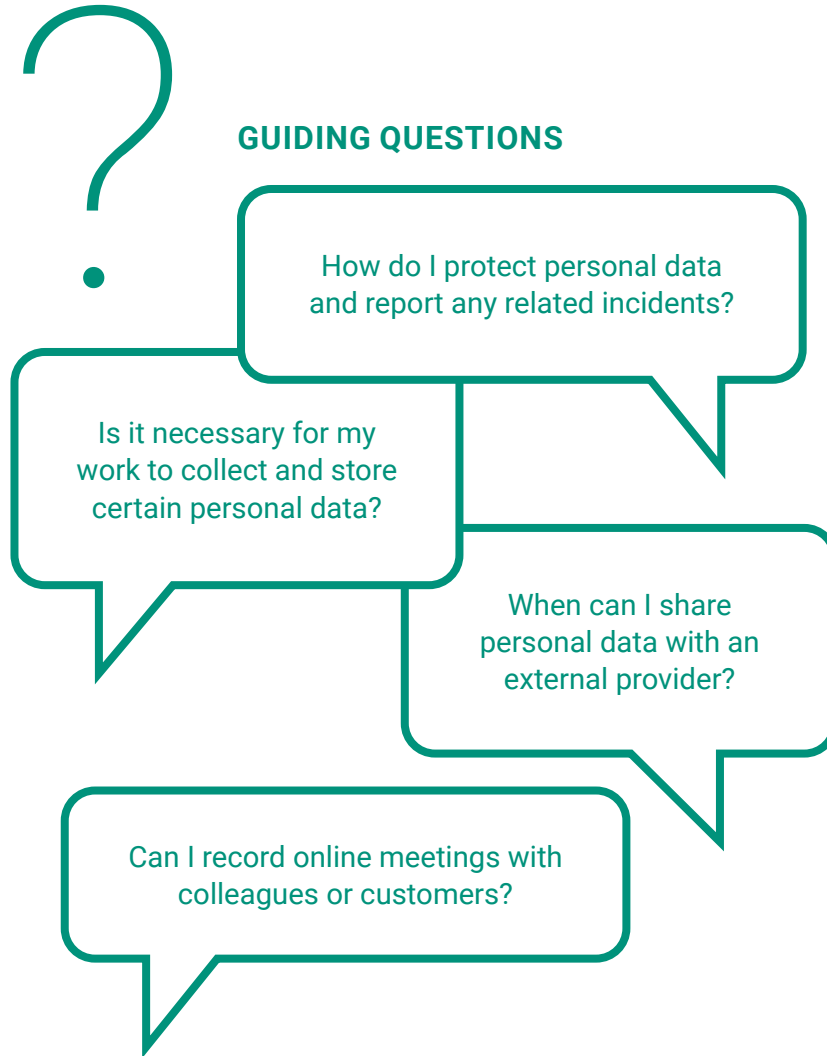 ?
GUIDING QUESTIONS
How do I protect personal data
and report any related incidents?
Is it necessary for my
work to collect and store
certain personal data?
When can I share
personal data with an
external provider?
Can I record online meetings with
colleagues or customers?